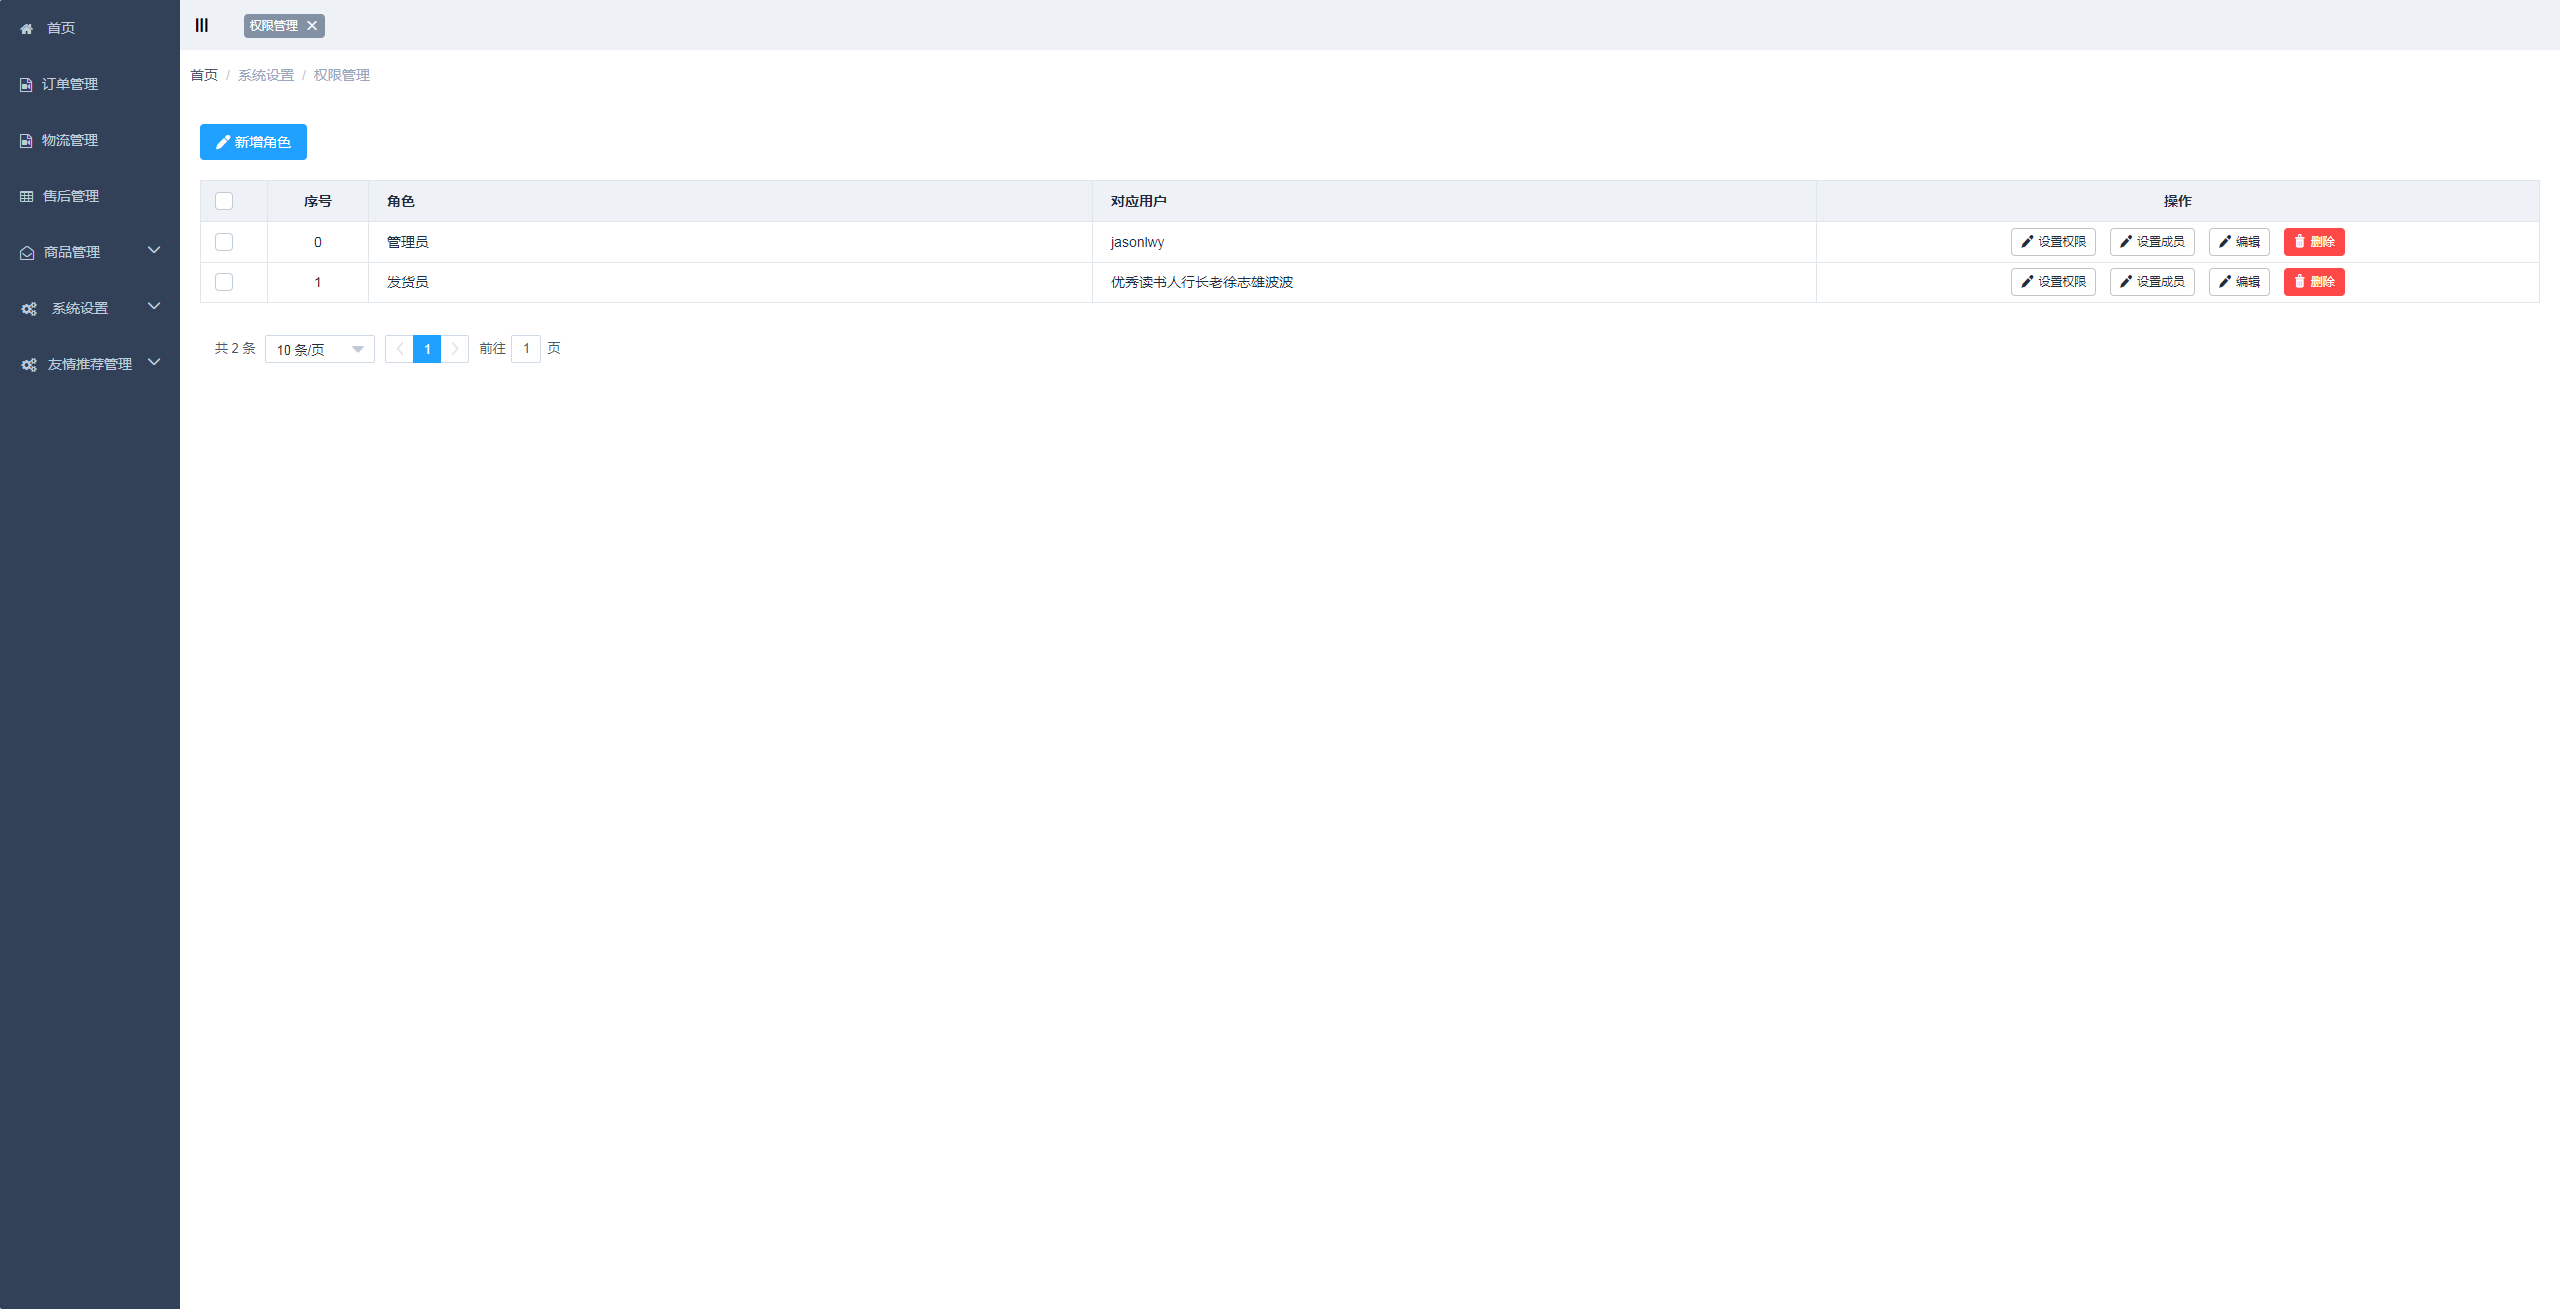 首页
订单管理
物流管理
售后管理
商品管理
系统设置
友情推荐管理
权限管理
首页 / 系统设置 / 权限管理
新增角色
序号 角色 对应用户 操作
0 管理员 jasonlwy 设置权限 设置成员 编辑 删除
1 发货员 优秀读书人行长老徐志雄波波 设置权限 设置成员 编辑 删除
共 2 条 10 条/页 1 前往 1 页